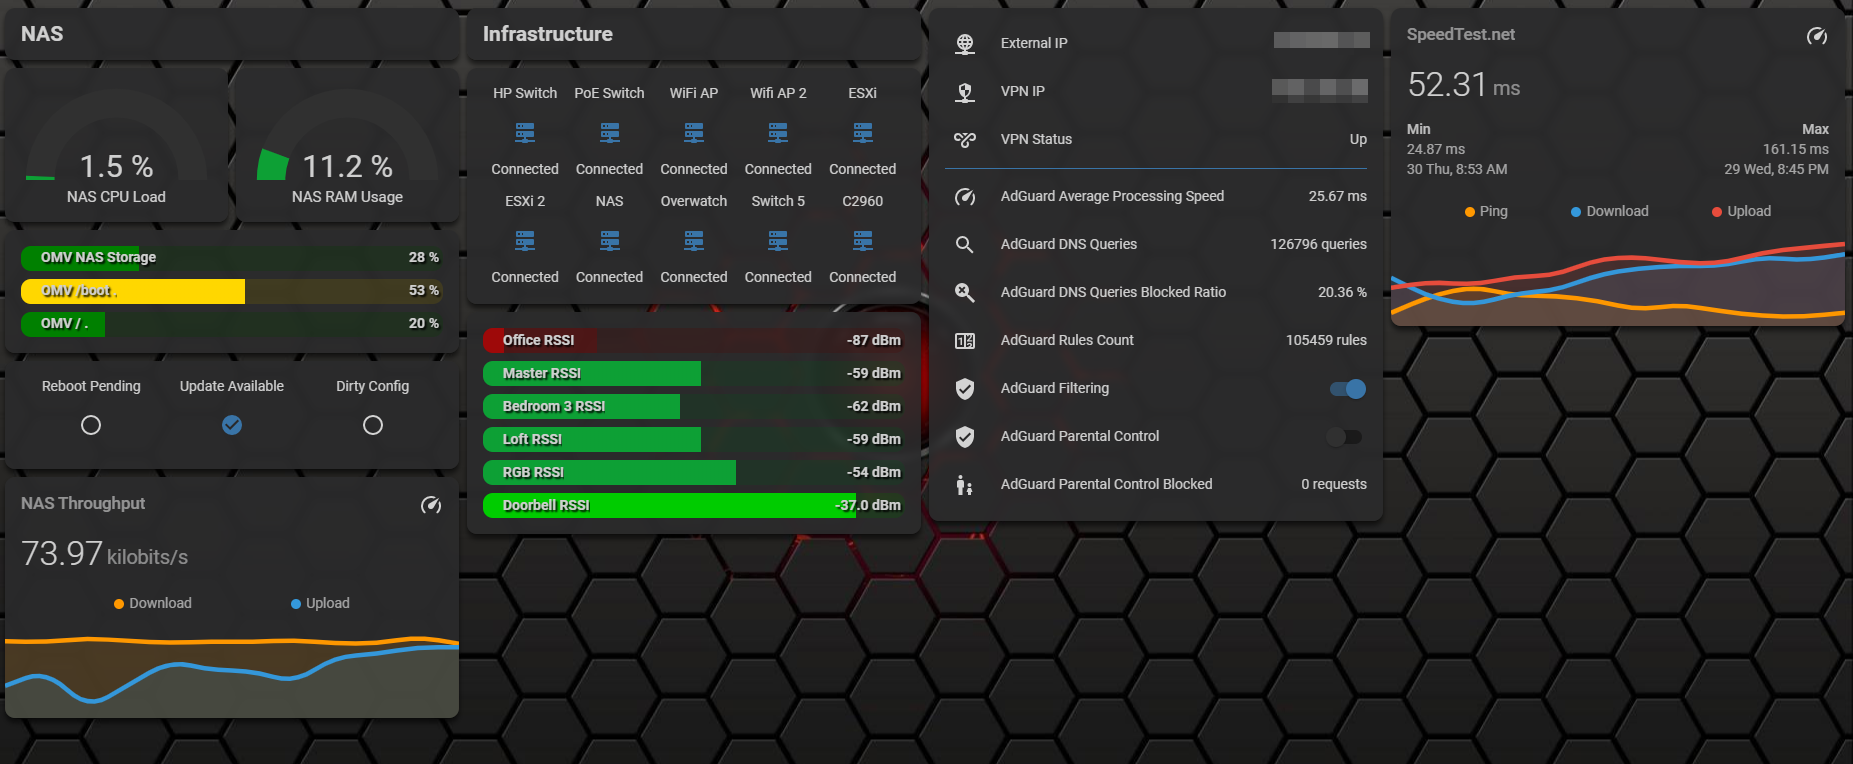 NAS
1.5 %
NAS CPU Load
11.2 %
NAS RAM Usage
OMV NAS Storage 28 %
OMV /boot . 53 %
OMV / . 20 %
Reboot Pending Update Available Dirty Config
NAS Throughput
73.97 kilobits/s
Download Upload
Infrastructure
HP Switch PoE Switch WiFi AP Wifi AP 2 ESXi
Connected Connected Connected Connected Connected
ESXi 2 NAS Overwatch Switch 5 C2960
Connected Connected Connected Connected Connected
Office RSSI -87 dBm
Master RSSI -59 dBm
Bedroom 3 RSSI -62 dBm
Loft RSSI -59 dBm
RGB RSSI -54 dBm
Doorbell RSSI -37.0 dBm
External IP
VPN IP
VPN Status Up
AdGuard Average Processing Speed 25.67 ms
AdGuard DNS Queries 126796 queries
AdGuard DNS Queries Blocked Ratio 20.36 %
AdGuard Rules Count 105459 rules
AdGuard Filtering
AdGuard Parental Control
AdGuard Parental Control Blocked 0 requests
SpeedTest.net
52.31 ms
Min Max
24.87 ms 161.15 ms
30 Thu, 8:53 AM 29 Wed, 8:45 PM
Ping Download Upload